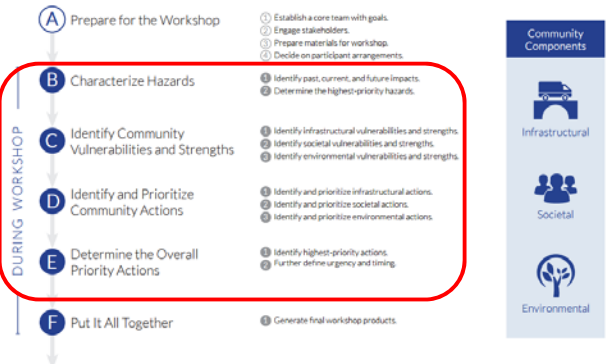 A Prepare for the Workshop
1 Establish a core team with goals.
2 Engage stakeholders.
3 Prepare materials for workshop.
4 Decide on participant arrangements.
DURING WORKSHOP
B Characterize Hazards
1 Identify past, current, and future impacts.
2 Determine the highest-priority hazards.
C Identify Community
Vulnerabilities and Strengths
1 Identify infrastructural vulnerabilities and strengths.
2 Identify societal vulnerabilities and strengths.
3 Identify environmental vulnerabilities and strengths.
D Identify and Prioritize
Community Actions
1 Identify and prioritize infrastructural actions.
2 Identify and prioritize societal actions.
3 Identify and prioritize environmental actions.
E Determine the Overall
Priority Actions
1 Identify highest-priority actions.
2 Further define urgency and timing.
F Put It All Together
1 Generate final workshop products.
Community
Components
Infrastructural
Societal
Environmental